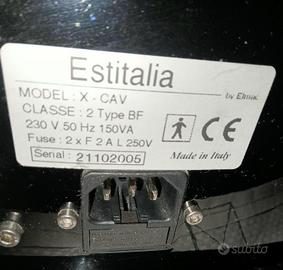 Estitalia
MODEL: X - CAV by Elmac
CLASSE : 2 Type BF
230 V 50 Hz 150VA
Fuse : 2 x F 2 A L 250V
Serial : 21102005
Made in Italy
CE
subito